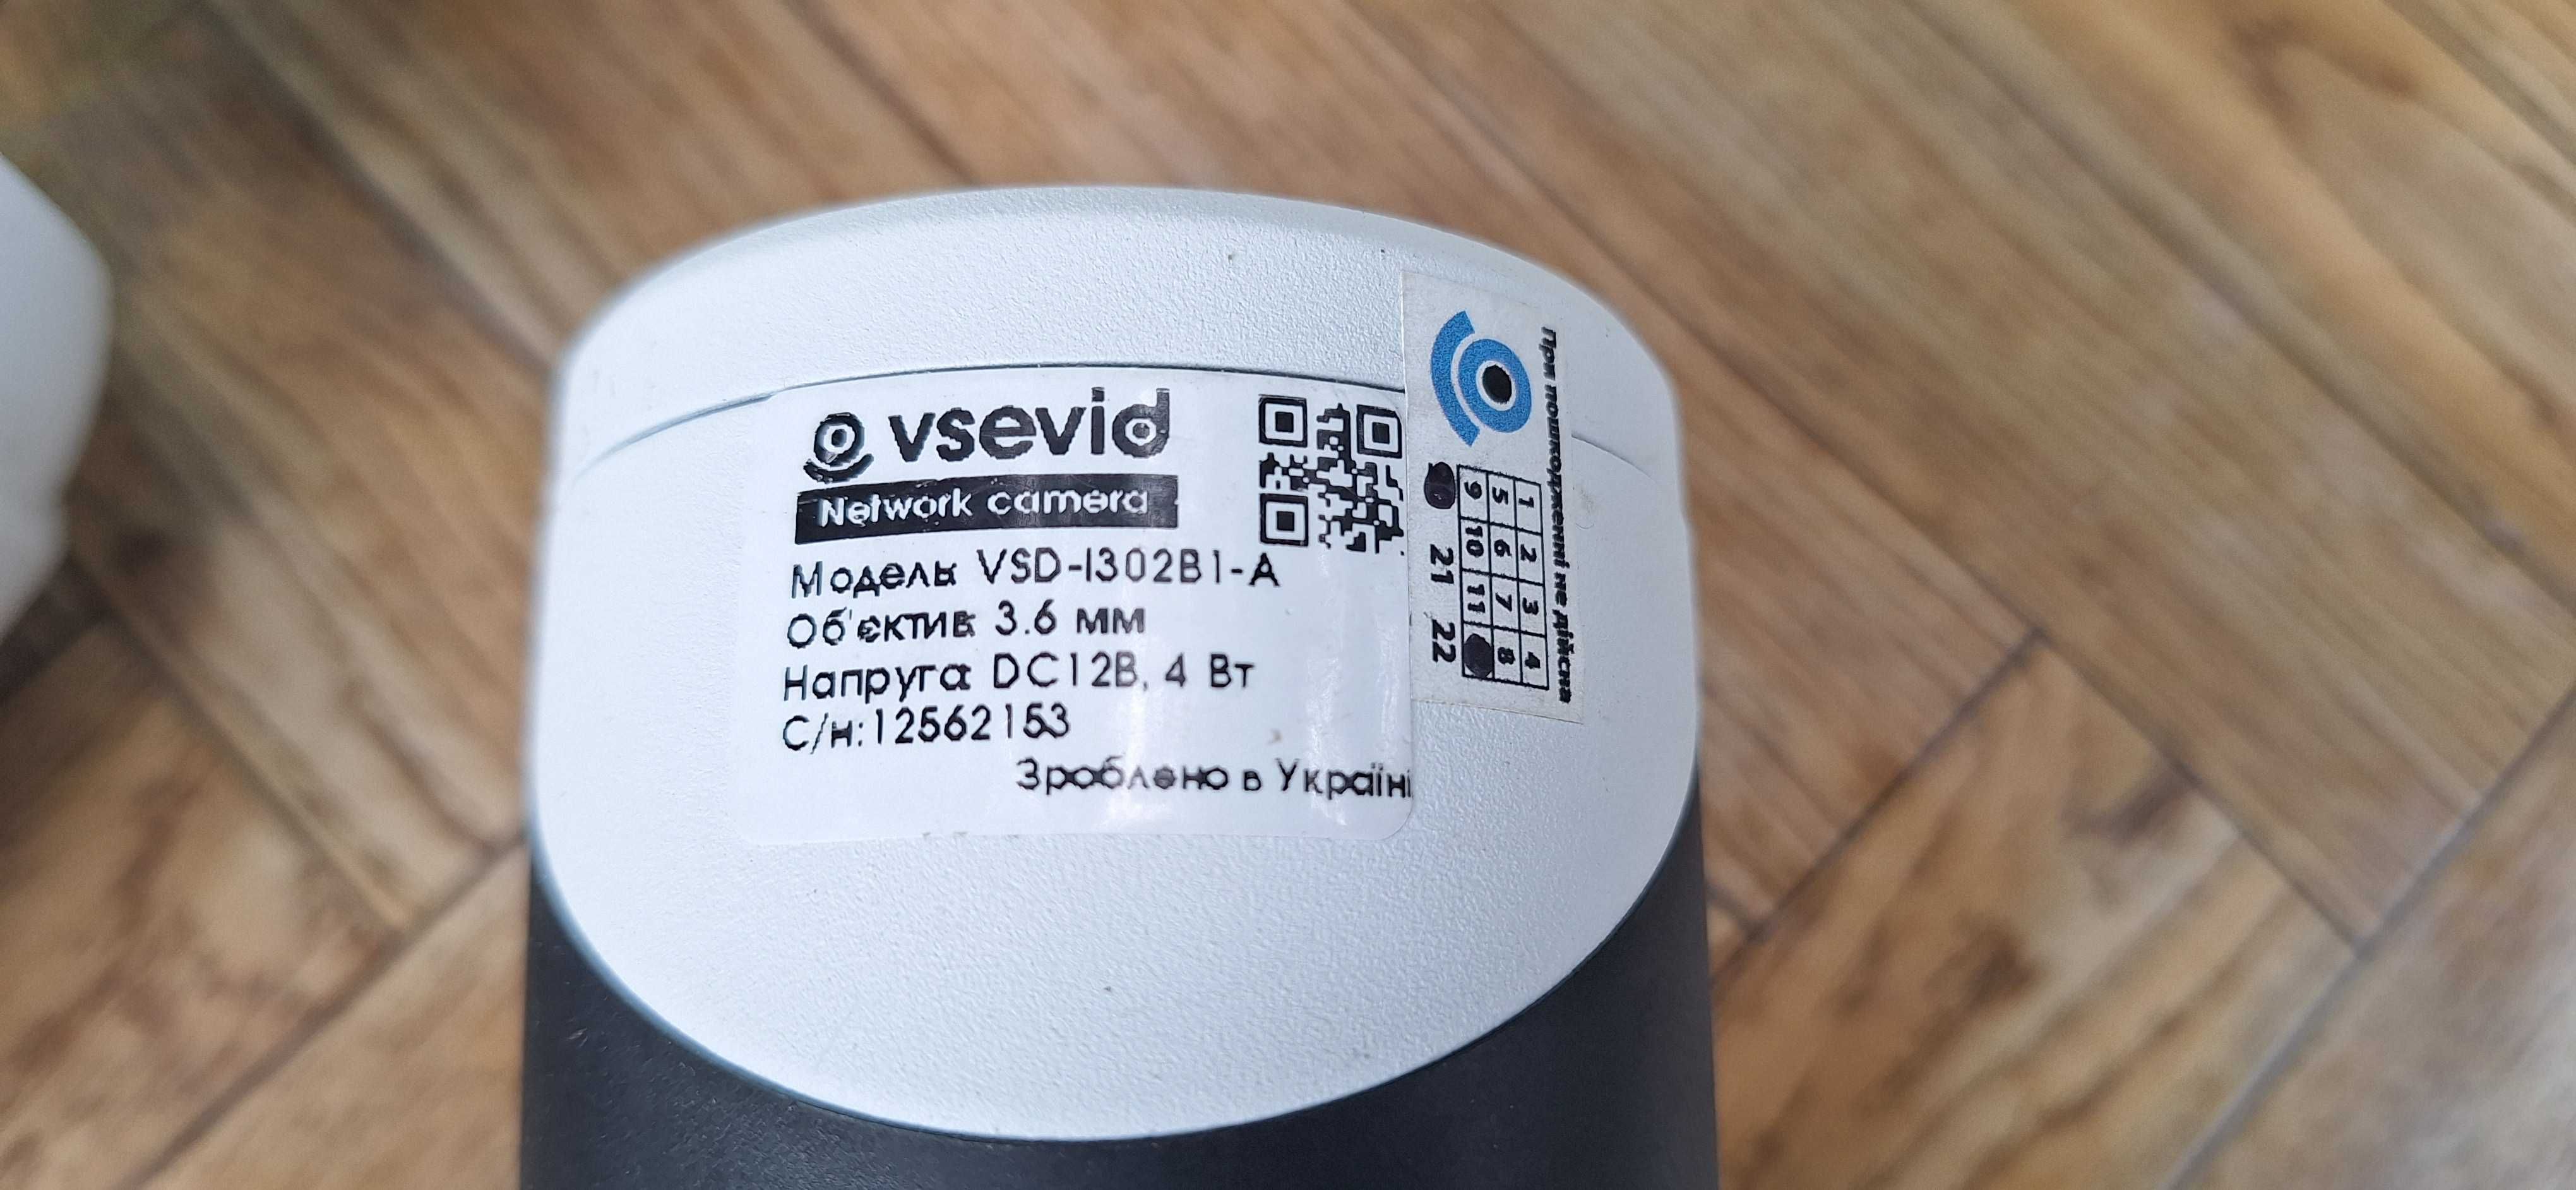 vsevid
Network camera
Модель: VSD-I302B1-A
Об'єктив: 3.6 мм
Напруга: DC12В, 4 Вт
С/н:12562153
Зроблено в Україні
При пошкодженні не дійсна
1 2 3 4
5 6 7 8
9 10 11
21 22